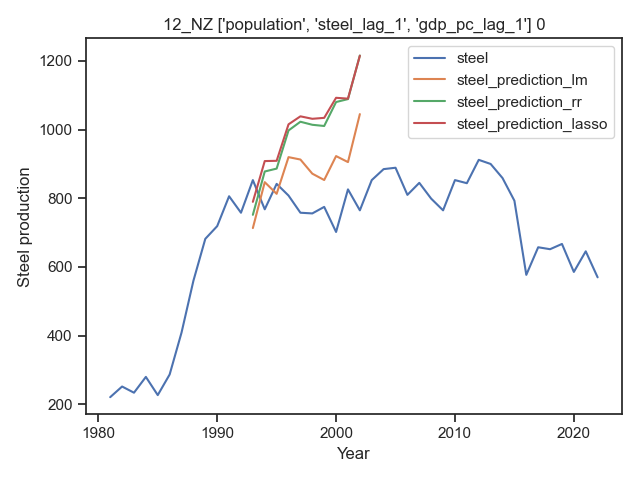 12_NZ ['population', 'steel_lag_1', 'gdp_pc_lag_1'] 0
steel
steel_prediction_lm
steel_prediction_rr
steel_prediction_lasso
1200
1000
800
600
400
200
Steel production
1980
1990
2000
2010
2020
Year